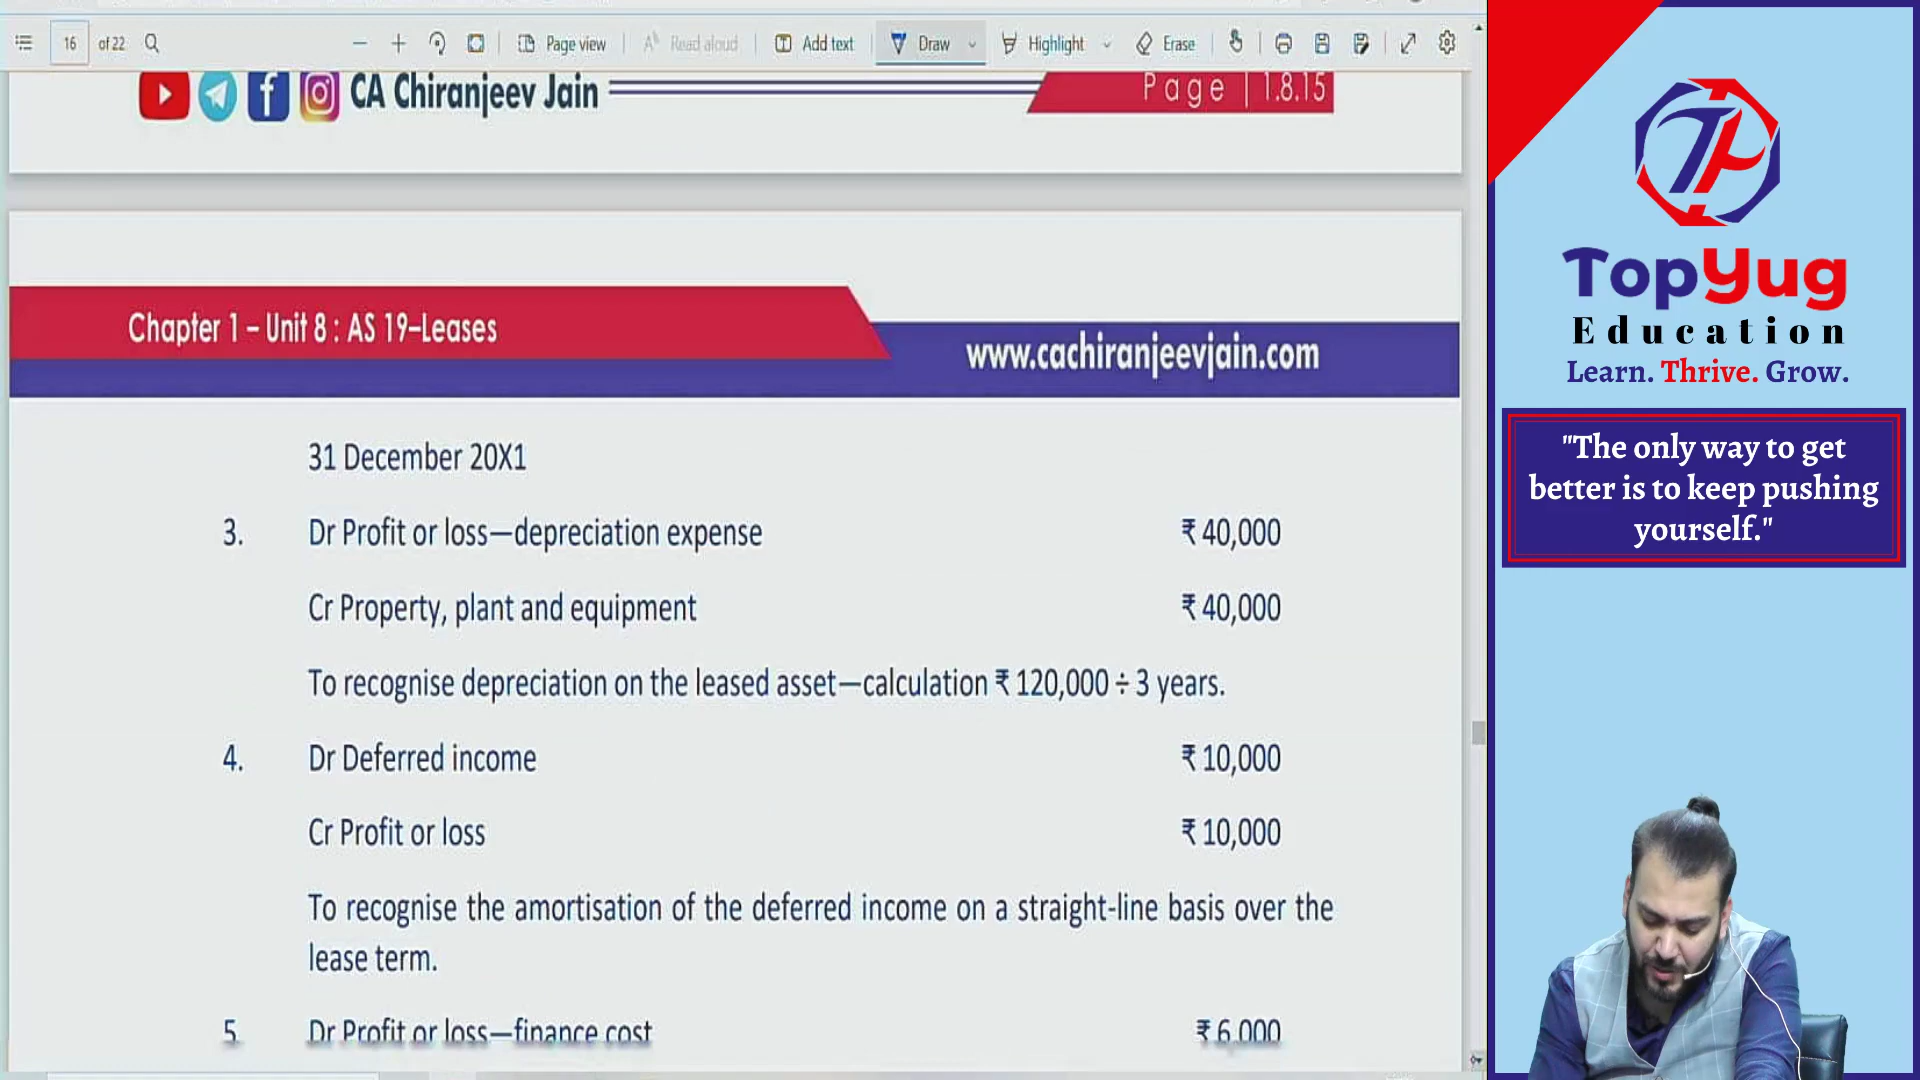 16 of 22 Page view Read aloud Add text Draw Highlight Erase
CA Chiranjeev Jain Page | 1.8.15
Chapter 1 – Unit 8 : AS 19–Leases
www.cachiranjeevjain.com
31 December 20X1
3. Dr Profit or loss—depreciation expense ₹ 40,000
Cr Property, plant and equipment ₹ 40,000
To recognise depreciation on the leased asset—calculation ₹ 120,000 ÷ 3 years.
4. Dr Deferred income ₹ 10,000
Cr Profit or loss ₹ 10,000
To recognise the amortisation of the deferred income on a straight-line basis over the
lease term.
5. Dr Profit or loss—finance cost ₹ 6,000
TopYug
Education
Learn. Thrive. Grow.
"The only way to get
better is to keep pushing
yourself."